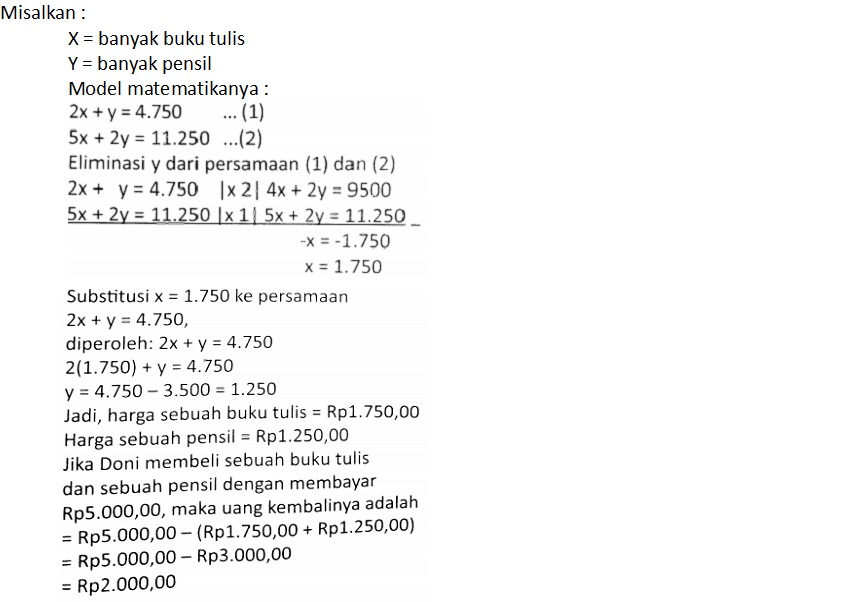 Misalkan :
X = banyak buku tulis
Y = banyak pensil
Model matematikanya :
2x + y = 4.750 ... (1)
5x + 2y = 11.250 ...(2)
Eliminasi y dari persamaan (1) dan (2)
2x + y = 4.750 |x 2| 4x + 2y = 9500
5x + 2y = 11.250 |x 1| 5x + 2y = 11.250 –
-x = -1.750
x = 1.750
Substitusi x = 1.750 ke persamaan
2x + y = 4.750,
diperoleh: 2x + y = 4.750
2(1.750) + y = 4.750
y = 4.750 – 3.500 = 1.250
Jadi, harga sebuah buku tulis = Rp1.750,00
Harga sebuah pensil = Rp1.250,00
Jika Doni membeli sebuah buku tulis
dan sebuah pensil dengan membayar
Rp5.000,00, maka uang kembalinya adalah
= Rp5.000,00 – (Rp1.750,00 + Rp1.250,00)
= Rp5.000,00 – Rp3.000,00
= Rp2.000,00